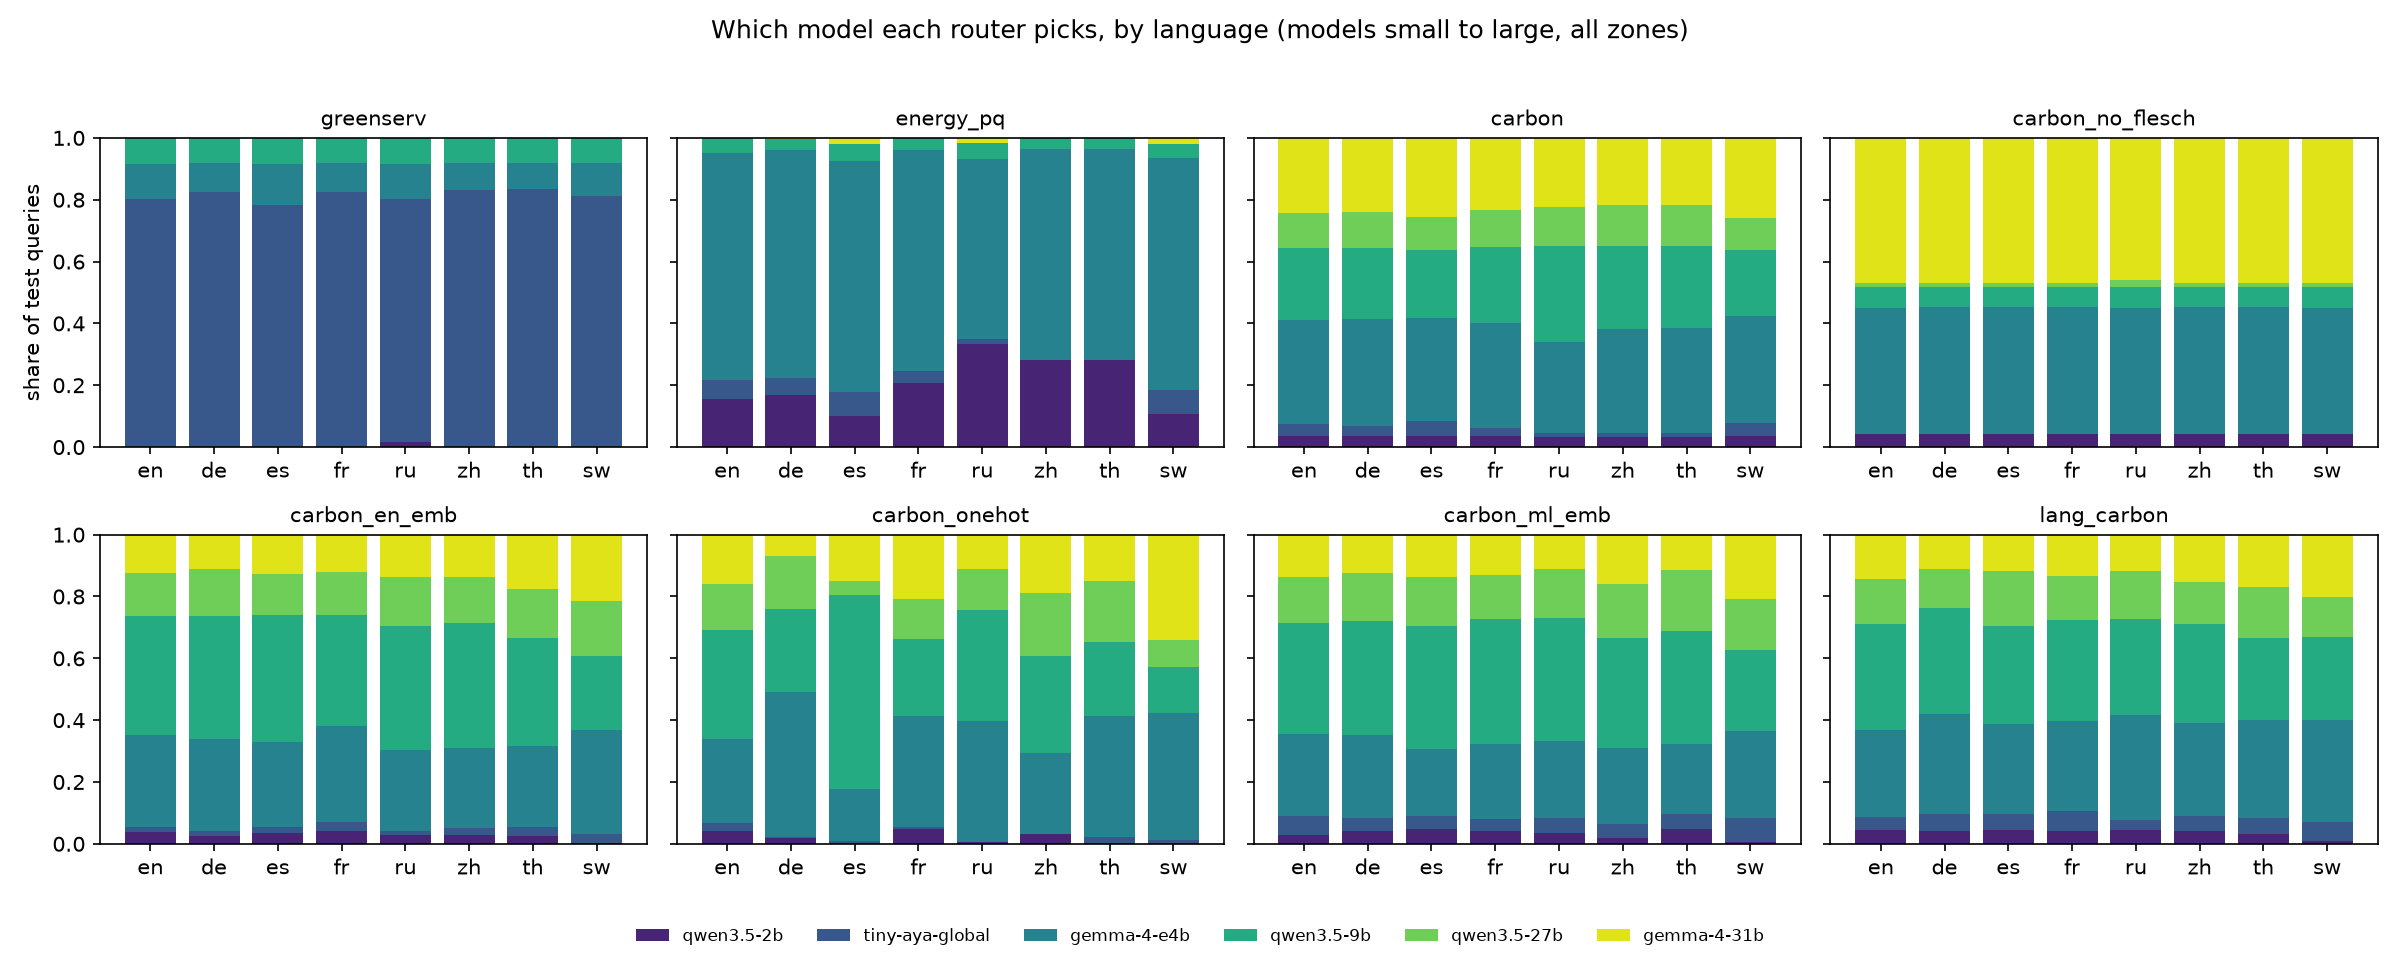 Which model each router picks, by language (models small to large, all zones)
greenserv
energy_pq
carbon
carbon_no_flesch
share of test queries
1.0
0.8
0.6
0.4
0.2
0.0
en de es fr ru zh th sw
en de es fr ru zh th sw
en de es fr ru zh th sw
en de es fr ru zh th sw
carbon_en_emb
carbon_onehot
carbon_ml_emb
lang_carbon
1.0
0.8
0.6
0.4
0.2
0.0
en de es fr ru zh th sw
en de es fr ru zh th sw
en de es fr ru zh th sw
en de es fr ru zh th sw
qwen3.5-2b tiny-aya-global gemma-4-e4b qwen3.5-9b qwen3.5-27b gemma-4-31b